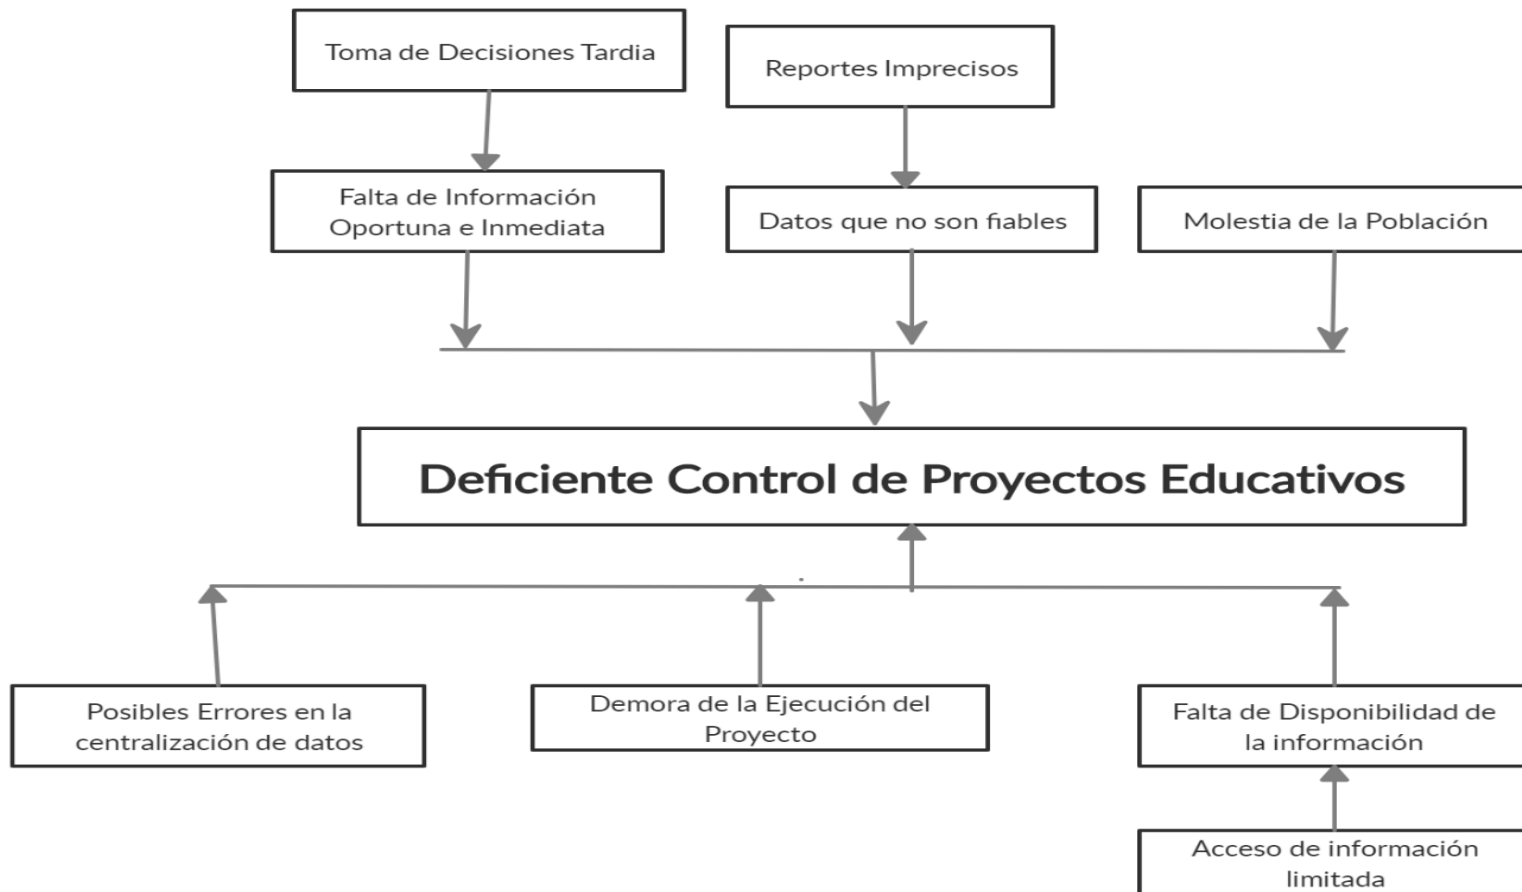 Toma de Decisiones Tardia
Reportes Imprecisos
Falta de Información
Oportuna e Inmediata
Datos que no son fiables
Molestia de la Población
Deficiente Control de Proyectos Educativos
Posibles Errores en la
centralización de datos
Demora de la Ejecución del
Proyecto
Falta de Disponibilidad de
la información
Acceso de información
limitada